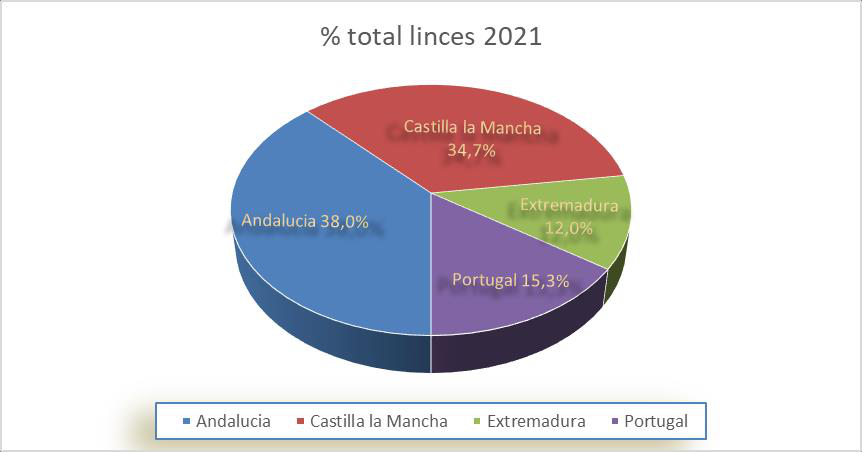 % total linces 2021
Castilla la Mancha
34,7%
Andalucia 38,0%
Extremadura
12,0%
Portugal 15,3%
Andalucia Castilla la Mancha Extremadura Portugal